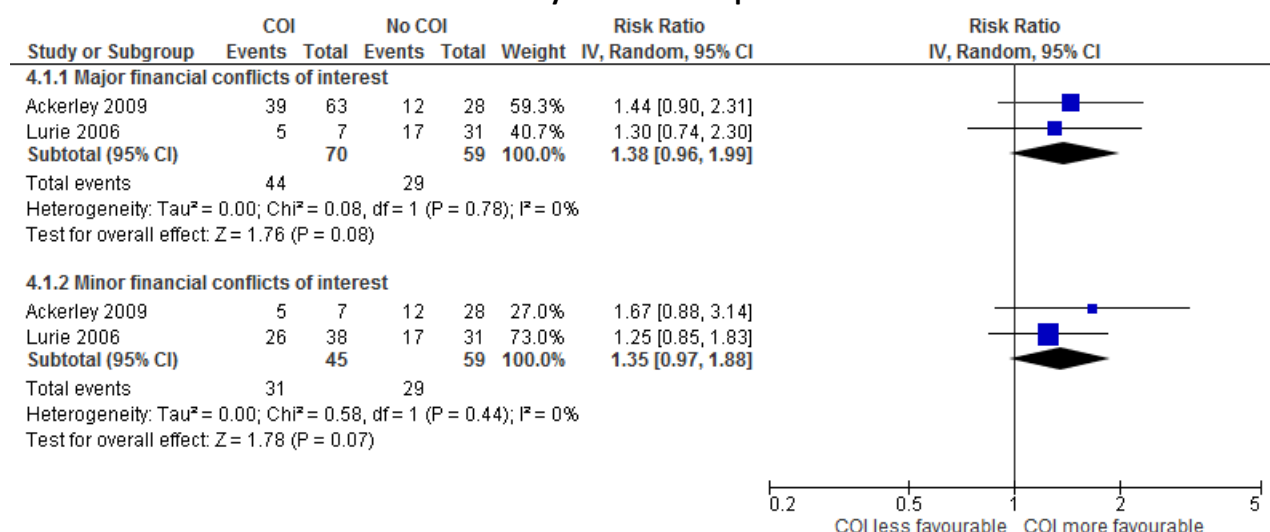 COI No COI Risk Ratio Risk Ratio
Study or Subgroup Events Total Events Total Weight IV, Random, 95% CI IV, Random, 95% CI
4.1.1 Major financial conflicts of interest
Ackerley 2009 39 63 12 28 59.3% 1.44 [0.90, 2.31]
Lurie 2006 5 7 17 31 40.7% 1.30 [0.74, 2.30]
Subtotal (95% CI) 70 59 100.0% 1.38 [0.96, 1.99]
Total events 44 29
Heterogeneity: Tau² = 0.00; Chi² = 0.08, df = 1 (P = 0.78); I² = 0%
Test for overall effect: Z = 1.76 (P = 0.08)
4.1.2 Minor financial conflicts of interest
Ackerley 2009 5 7 12 28 27.0% 1.67 [0.88, 3.14]
Lurie 2006 26 38 17 31 73.0% 1.25 [0.85, 1.83]
Subtotal (95% CI) 45 59 100.0% 1.35 [0.97, 1.88]
Total events 31 29
Heterogeneity: Tau² = 0.00; Chi² = 0.58, df = 1 (P = 0.44); I² = 0%
Test for overall effect: Z = 1.78 (P = 0.07)
0.2 0.5 1 2 5
COI less favourable COI more favourable